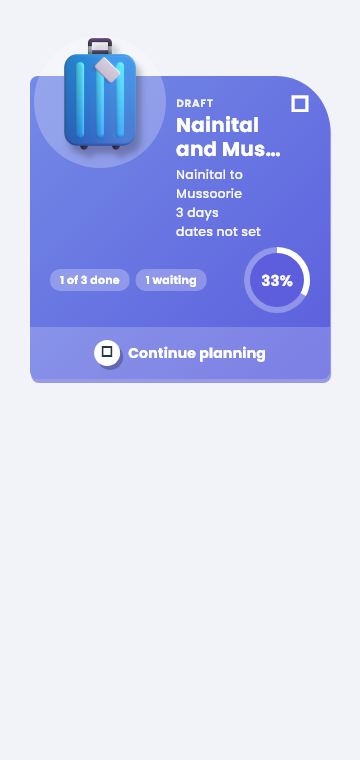 DRAFT
Nainital
and Mus...
Nainital to
Mussoorie
3 days
dates not set
1 of 3 done
1 waiting
33%
Continue planning